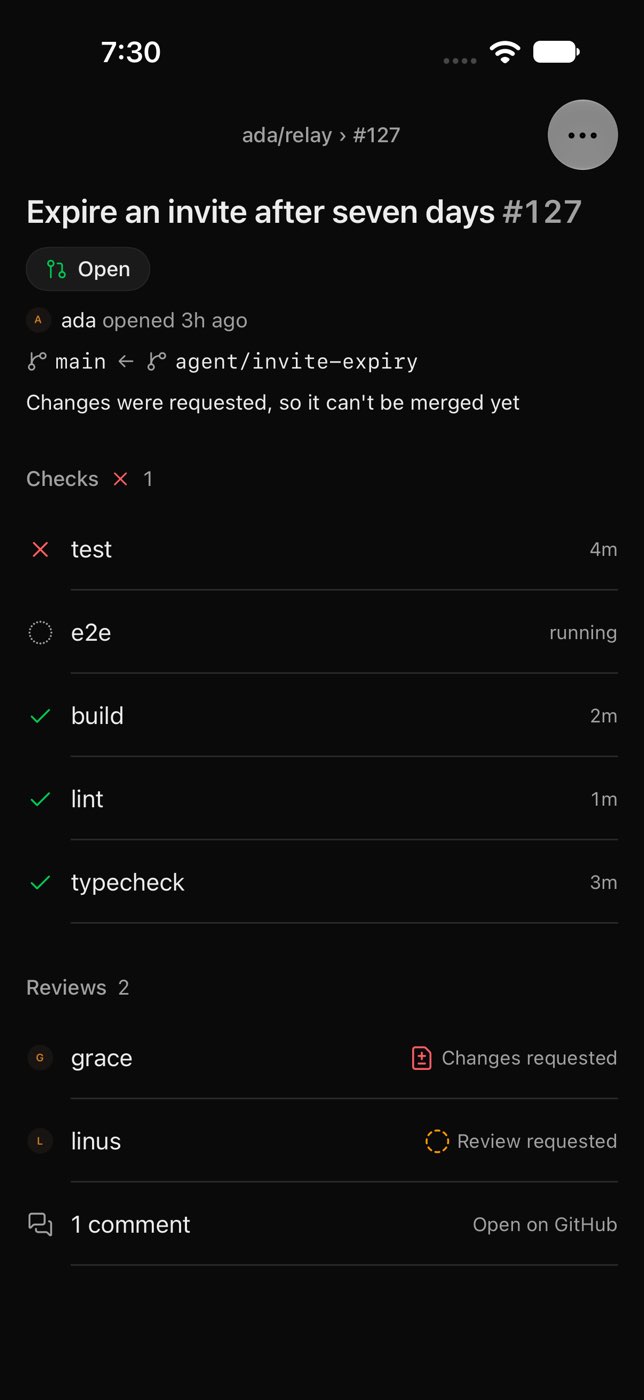 7:30
ada/relay › #127
Expire an invite after seven days #127
Open
A ada opened 3h ago
main ← agent/invite-expiry
Changes were requested, so it can't be merged yet
Checks 1
test 4m
e2e running
build 2m
lint 1m
typecheck 3m
Reviews 2
G grace Changes requested
L linus Review requested
1 comment Open on GitHub